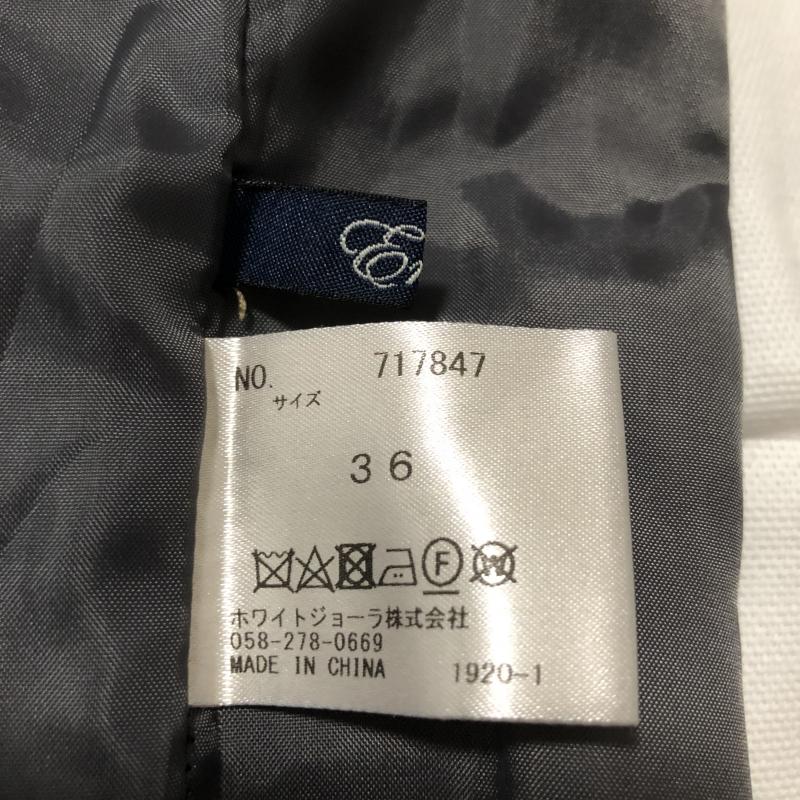 NO. 717847
サイズ
36
F W
ホワイトジョーラ株式会社
058-278-0669
MADE IN CHINA 1920-1